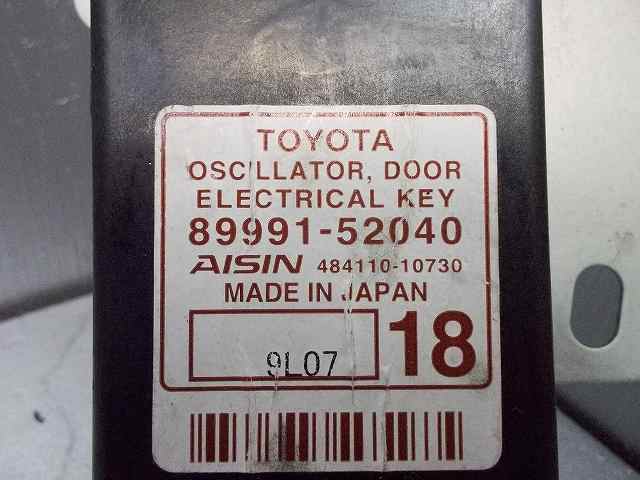 TOYOTA
OSCILLATOR, DOOR
ELECTRICAL KEY
89991-52040
AISIN 484110-10730
MADE IN JAPAN
9L07 18